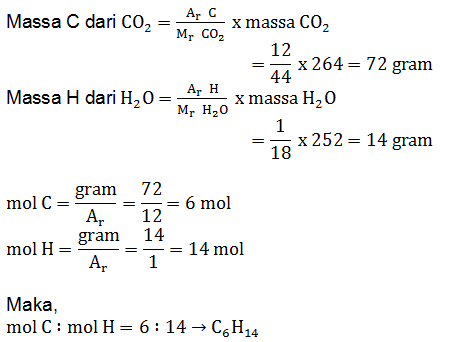 Massa C dari CO₂ = Aᵣ C / Mᵣ CO₂ x massa CO₂
= 12/44 x 264 = 72 gram
Massa H dari H₂O = Aᵣ H / Mᵣ H₂O x massa H₂O
= 1/18 x 252 = 14 gram
mol C = gram/Aᵣ = 72/12 = 6 mol
mol H = gram/Aᵣ = 14/1 = 14 mol
Maka,
mol C : mol H = 6 : 14 → C₆H₁₄